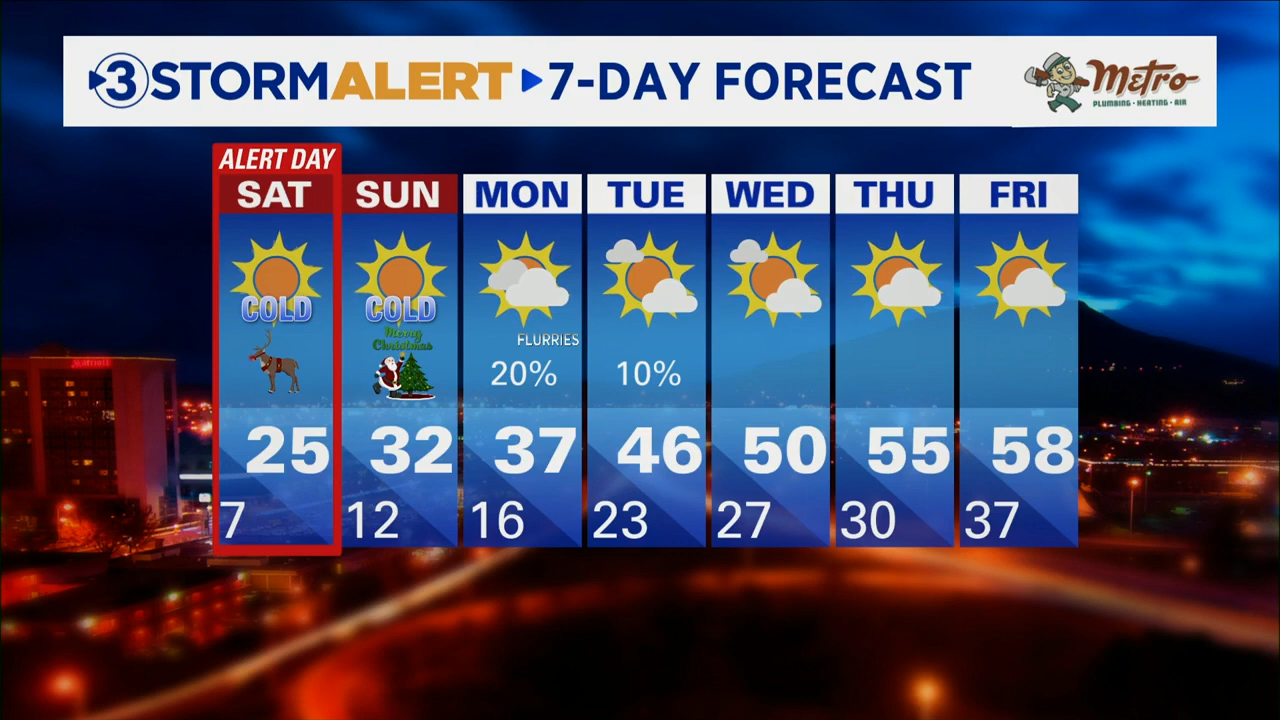 3 STORMALERT 7-DAY FORECAST
Metro
PLUMBING • HEATING • AIR
ALERT DAY
SAT SUN MON TUE WED THU FRI
COLD COLD
Merry
Christmas
FLURRIES
20% 10%
25 32 37 46 50 55 58
7 12 16 23 27 30 37
Marriott